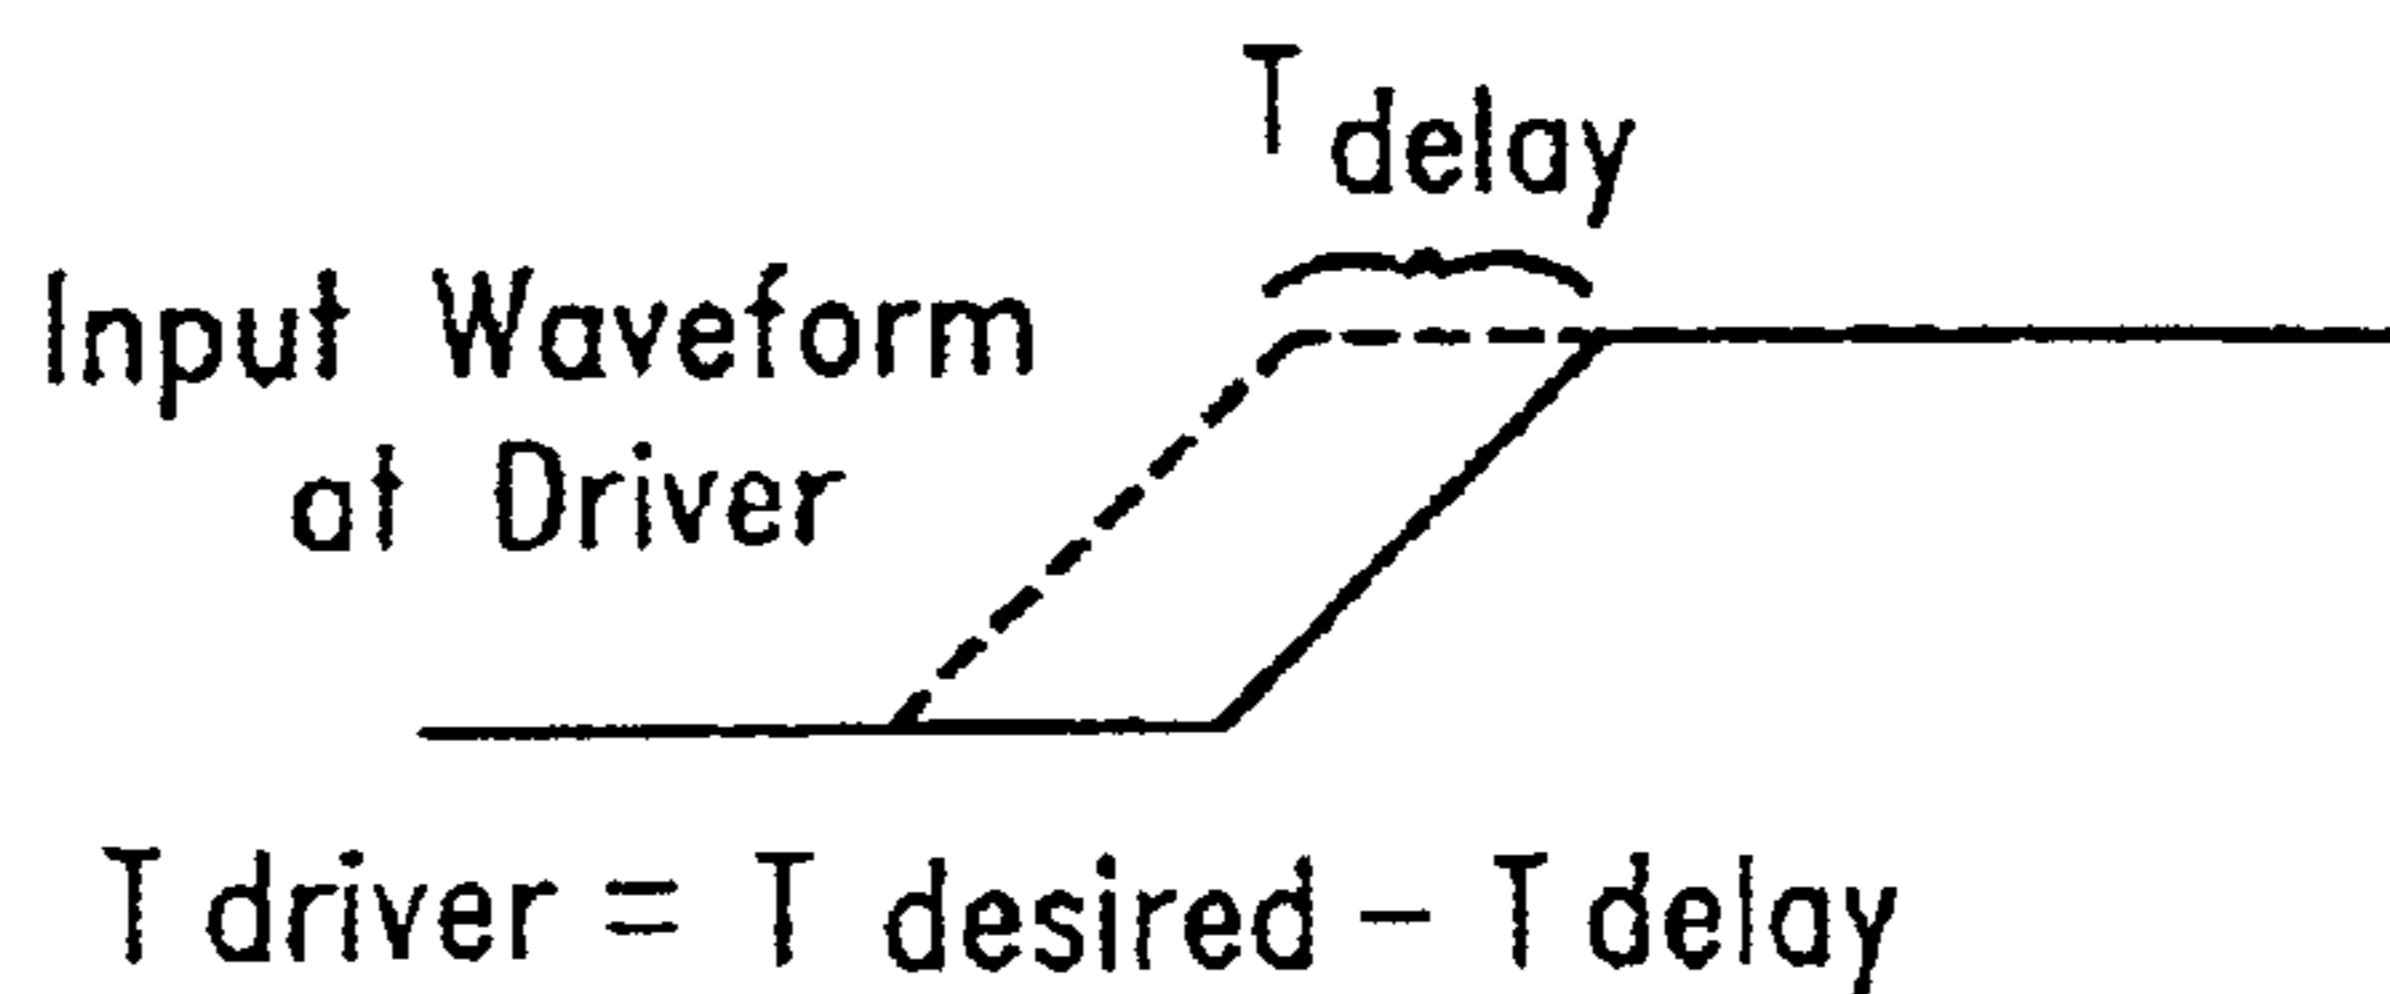 T delay
Input Waveform
at Driver
T driver = T desired - T delay